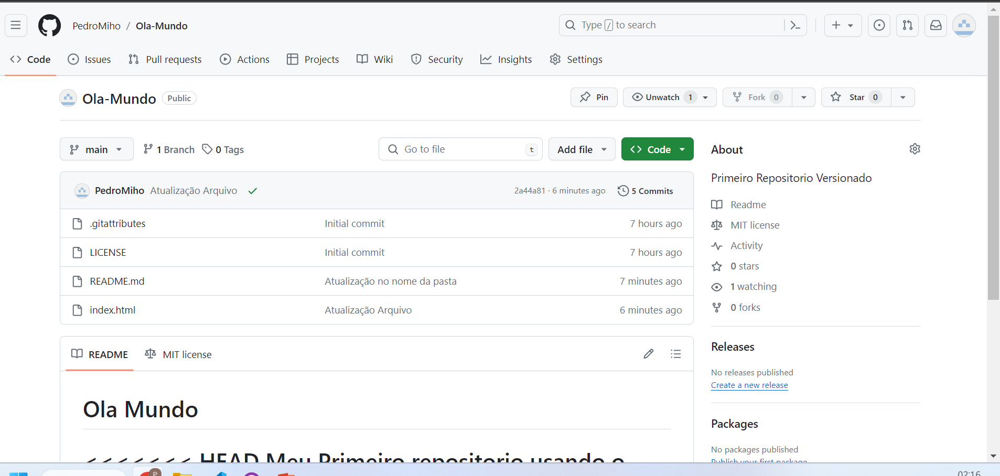 PedroMiho / Ola-Mundo
Type / to search
Code Issues Pull requests Actions Projects Wiki Security Insights Settings
Ola-Mundo Public
Pin Unwatch 1 Fork 0 Star 0
main 1 Branch 0 Tags Go to file t Add file Code
PedroMiho Atualização Arquivo 2a44a81 · 6 minutes ago 5 Commits
.gitattributes Initial commit 7 hours ago
LICENSE Initial commit 7 hours ago
README.md Atualização no nome da pasta 7 minutes ago
index.html Atualização Arquivo 6 minutes ago
README MIT license
Ola Mundo
<<<<<<< HEAD Meu Primeiro repositorio usando o
About
Primeiro Repositorio Versionado
Readme
MIT license
Activity
0 stars
1 watching
0 forks
Releases
No releases published
Create a new release
Packages
No packages published
Publish your first package
P
02:16